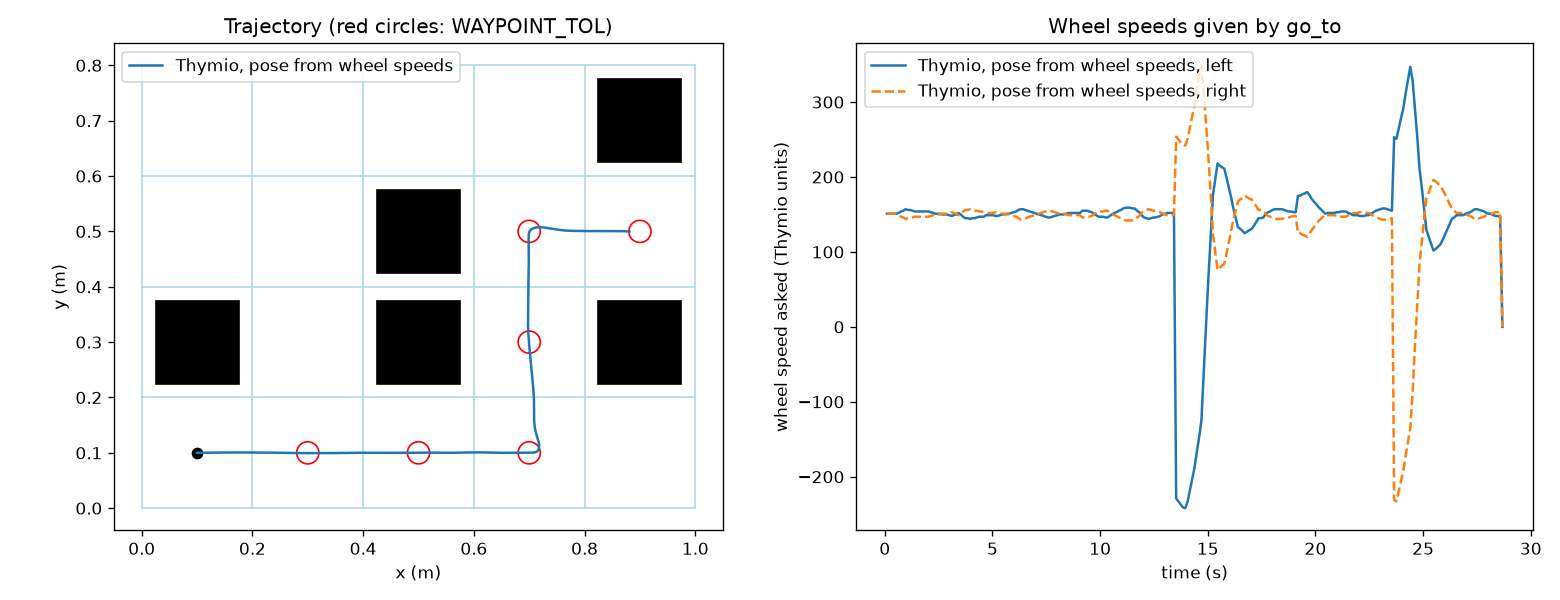 Trajectory (red circles: WAYPOINT_TOL)
Thymio, pose from wheel speeds
y (m)
0.8
0.7
0.6
0.5
0.4
0.3
0.2
0.1
0.0
0.0 0.2 0.4 0.6 0.8 1.0
x (m)
Wheel speeds given by go_to
Thymio, pose from wheel speeds, left
Thymio, pose from wheel speeds, right
wheel speed asked (Thymio units)
300
200
100
0
−100
−200
0 5 10 15 20 25 30
time (s)